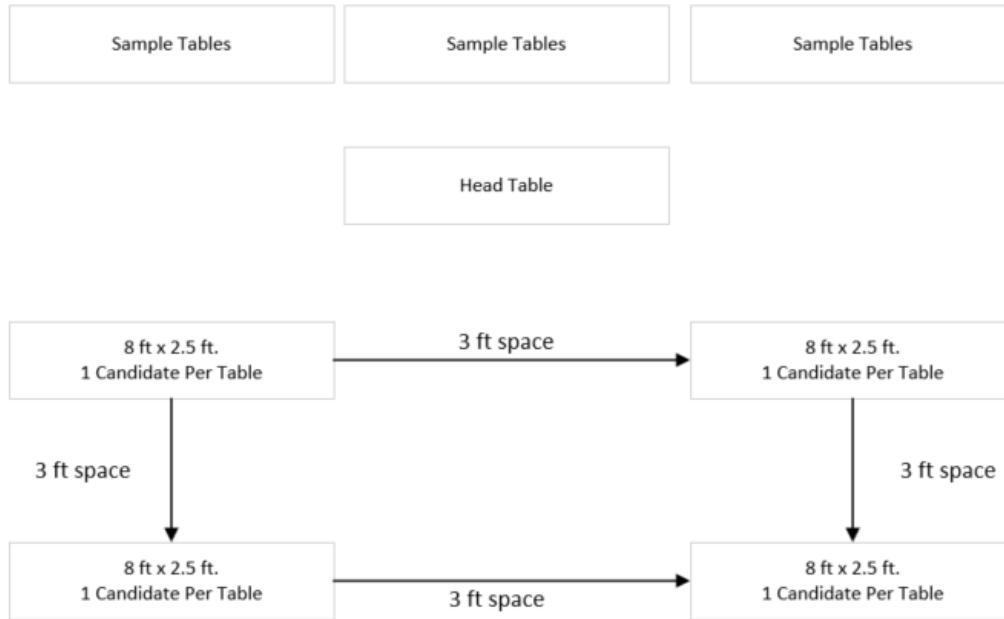 Sample Tables
Sample Tables
Sample Tables
Head Table
8 ft x 2.5 ft.
1 Candidate Per Table
3 ft space
8 ft x 2.5 ft.
1 Candidate Per Table
3 ft space
3 ft space
8 ft x 2.5 ft.
1 Candidate Per Table
3 ft space
8 ft x 2.5 ft.
1 Candidate Per Table